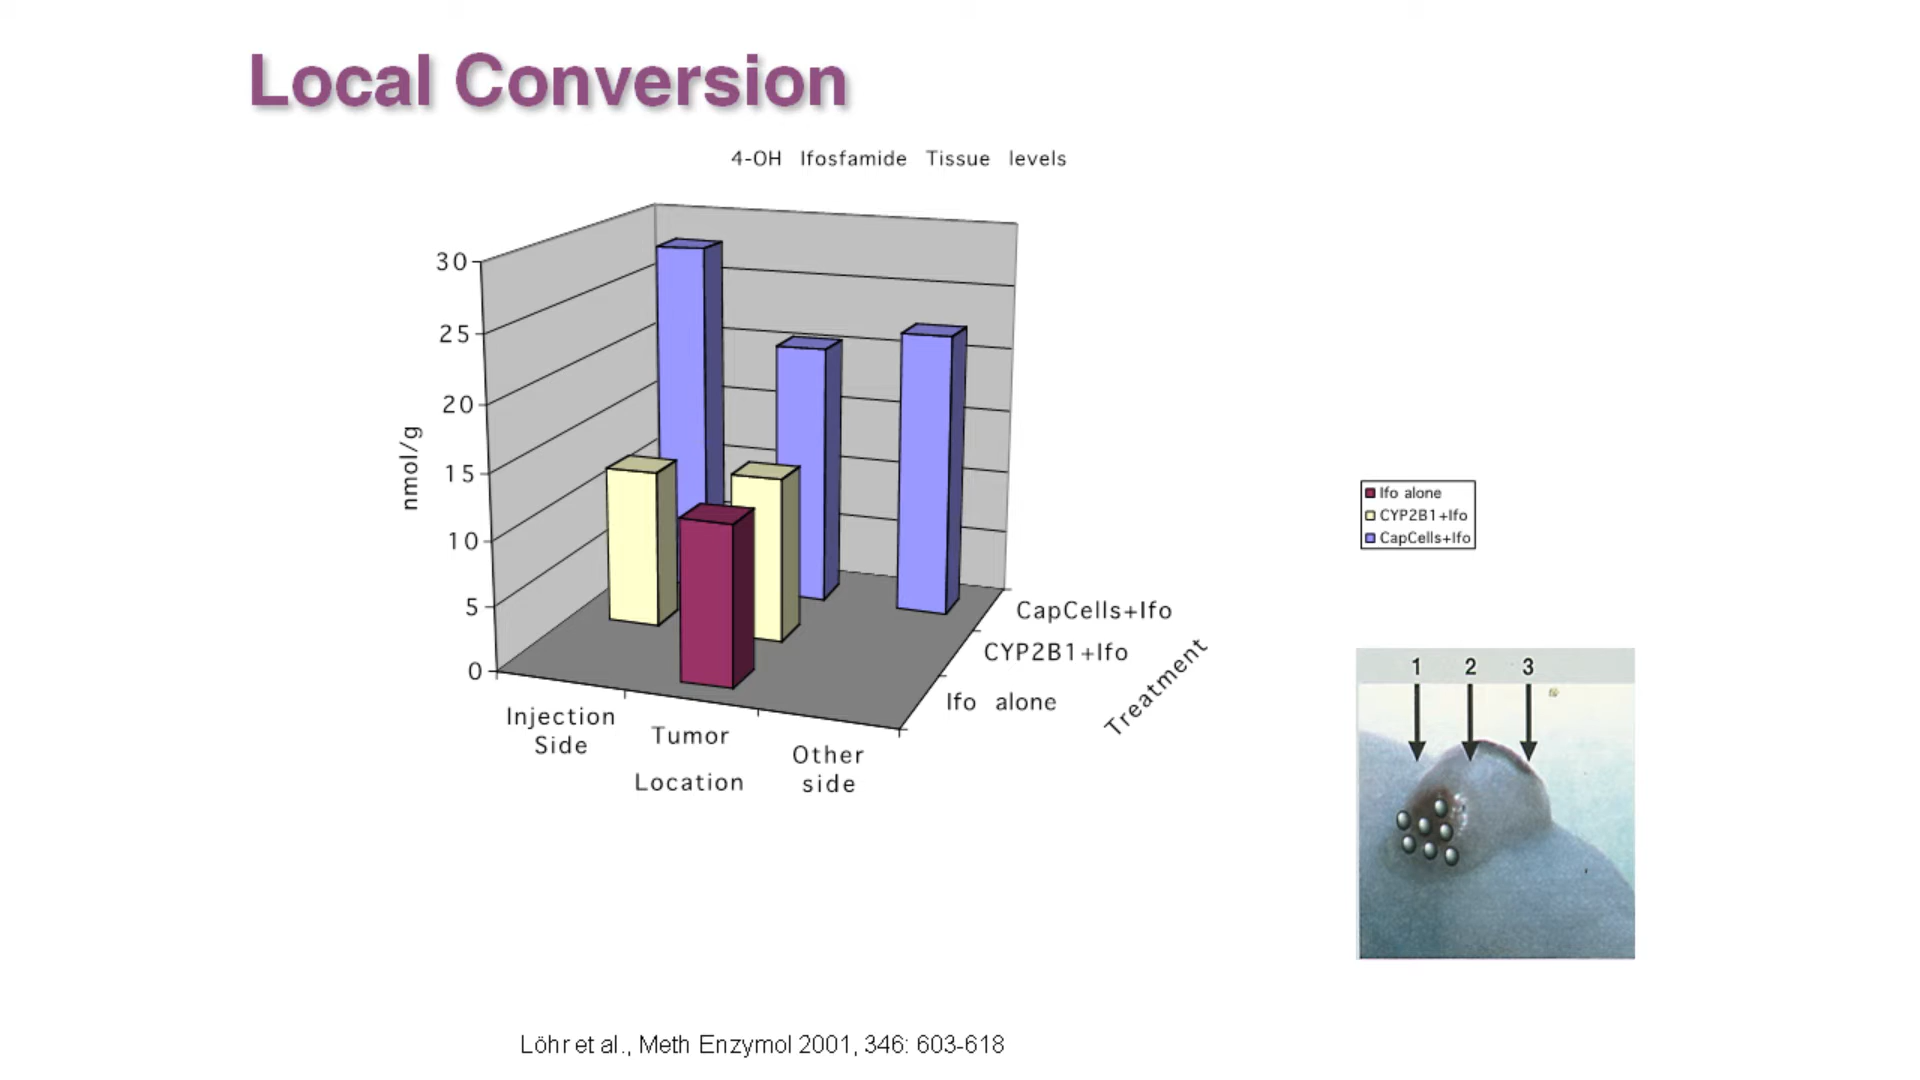 Local Conversion
4-OH Ifosfamide Tissue levels
30
25
20
15
10
5
0
nmol/g
Injection
Side
Tumor
Other
side
Location
CapCells+Ifo
CYP2B1+Ifo
Ifo alone
Treatment
Ifo alone
CYP2B1+Ifo
CapCells+Ifo
1 2 3
Löhr et al., Meth Enzymol 2001, 346: 603-618